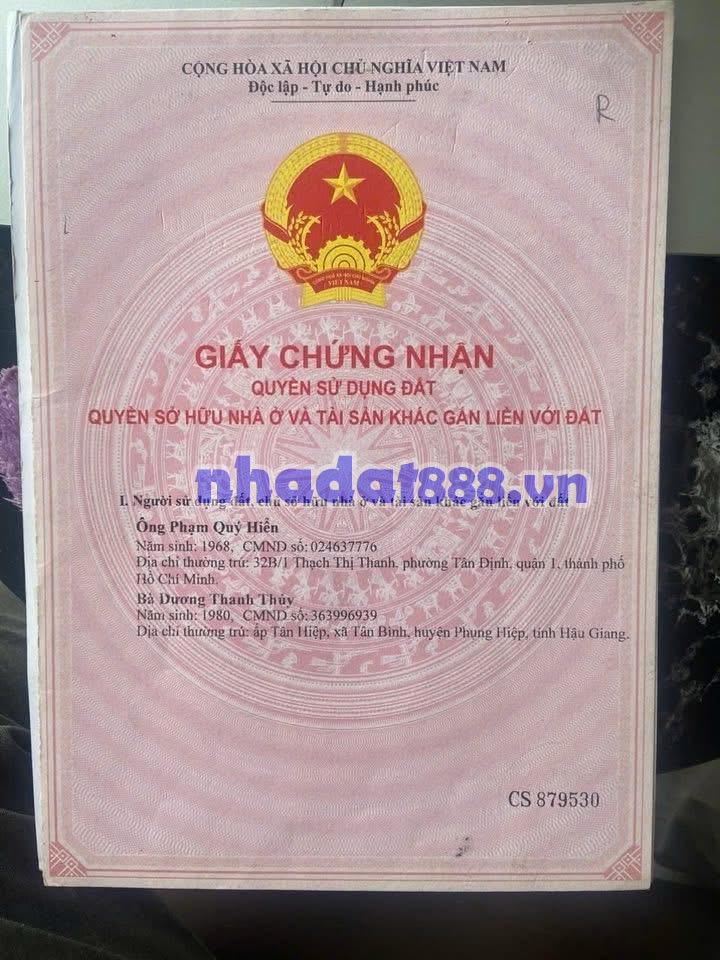 CỘNG HÒA XÃ HỘI CHỦ NGHĨA VIỆT NAM
Độc lập - Tự do - Hạnh phúc
R
VIỆT NAM
GIẤY CHỨNG NHẬN
QUYỀN SỬ DỤNG ĐẤT
QUYỀN SỞ HỮU NHÀ Ở VÀ TÀI SẢN KHÁC GẮN LIỀN VỚI ĐẤT
nhadat888.vn
I. Người sử dụng đất, chủ sở hữu nhà ở và tài sản khác gắn liền với đất
Ông Phạm Quý Hiển
Năm sinh: 1968, CMND số: 024637776
Địa chỉ thường trú: 32B/1 Thạch Thị Thanh, phường Tân Định, quận 1, thành phố
Hồ Chí Minh.
Bà Dương Thanh Thủy
Năm sinh: 1980, CMND số: 363996939
Địa chỉ thường trú: ấp Tân Hiệp, xã Tân Bình, huyện Phụng Hiệp, tỉnh Hậu Giang.
CS 879530